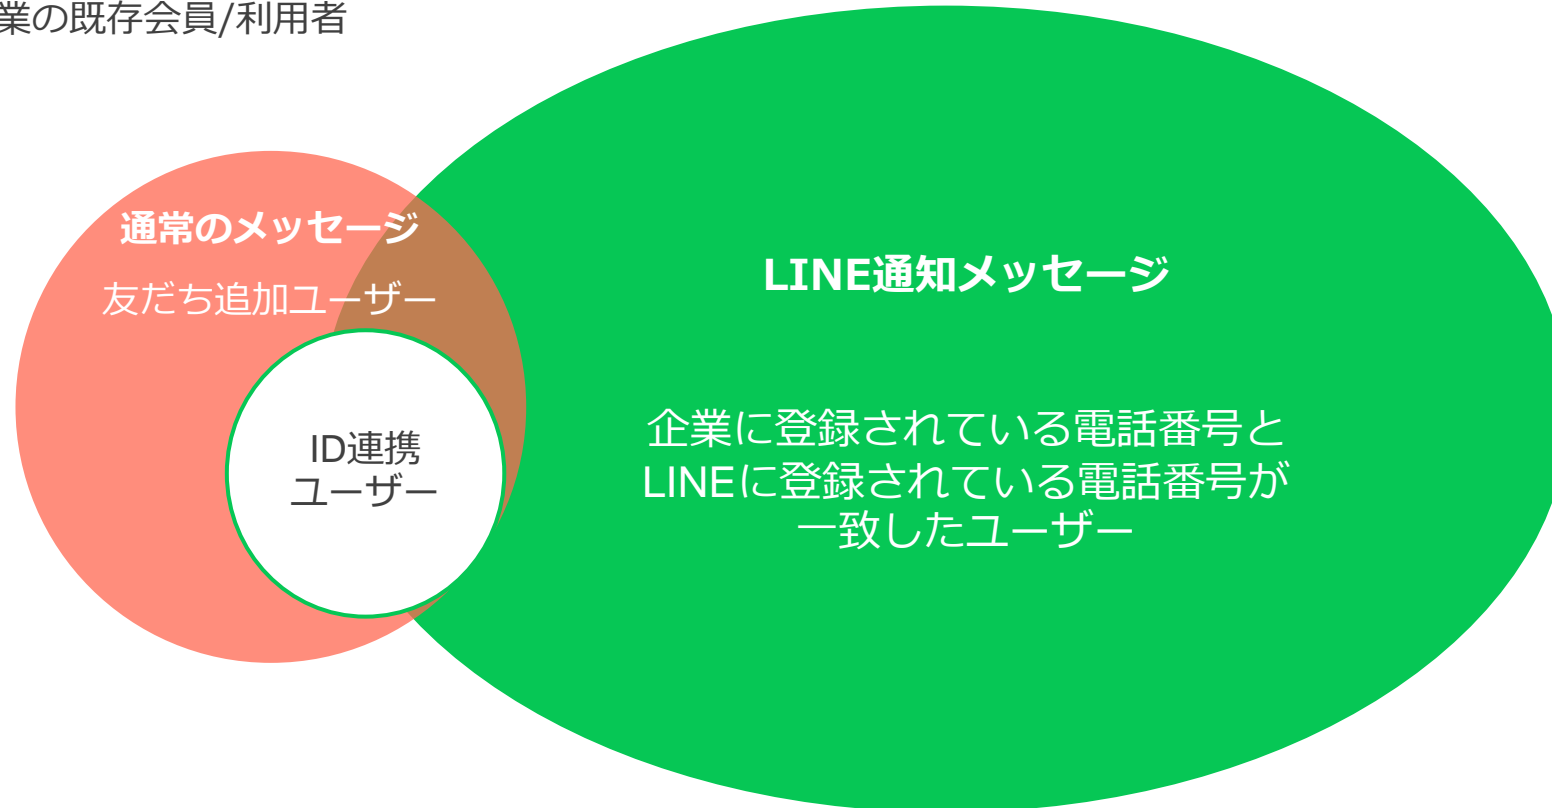 業の既存会員/利用者
通常のメッセージ
友だち追加ユーザー
ID連携
ユーザー
LINE通知メッセージ
企業に登録されている電話番号と
LINEに登録されている電話番号が
一致したユーザー